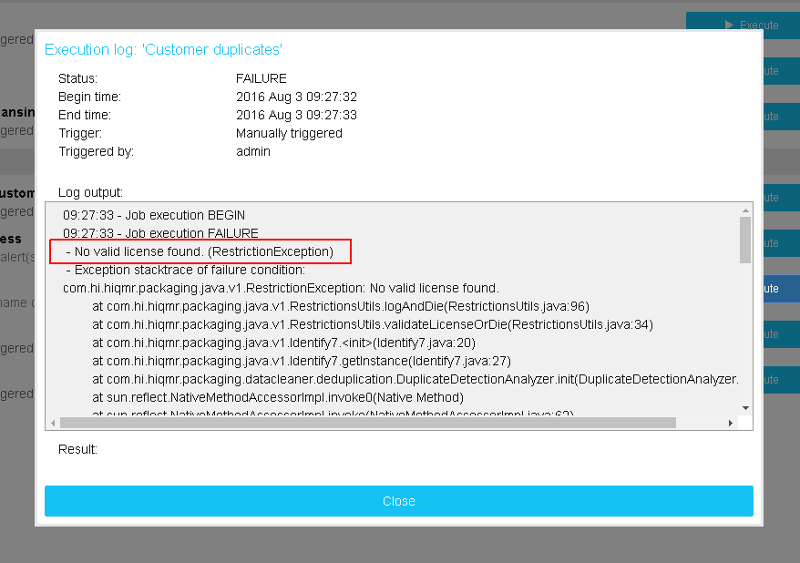 Execute
ggered
Execution log: 'Customer duplicates'
Status: FAILURE
ute
Begin time: 2016 Aug 3 09:27:32
ansin
End time: 2016 Aug 3 09:27:33
ute
ggered
Trigger: Manually triggered
Triggered by: admin
ustom
Log output:
ute
ggered
09:27:33 - Job execution BEGIN
09:27:33 - Job execution FAILURE
ess
ute
alert(s
- No valid license found. (RestrictionException)
- Exception stacktrace of failure condition:
com.hi.hiqmr.packaging.java.v1.RestrictionException: No valid license found.
ute
name o
at com.hi.hiqmr.packaging.java.v1.RestrictionsUtils.logAndDie(RestrictionsUtils.java:96)
at com.hi.hiqmr.packaging.java.v1.RestrictionsUtils.validateLicenseOrDie(RestrictionsUtils.java:34)
ute
ggered
at com.hi.hiqmr.packaging.java.v1.Identify7.<init>(Identify7.java:20)
at com.hi.hiqmr.packaging.java.v1.Identify7.getInstance(Identify7.java:27)
at com.hi.hiqmr.packaging.datacleaner.deduplication.DuplicateDetectionAnalyzer.init(DuplicateDetectionAnalyzer.
ute
ggered
at sun.reflect.NativeMethodAccessorImpl.invoke0(Native Method)
at sun.reflect.NativeMethodAccessorImpl.invoke(NativeMethodAccessorImpl.java:62)
Result:
Close